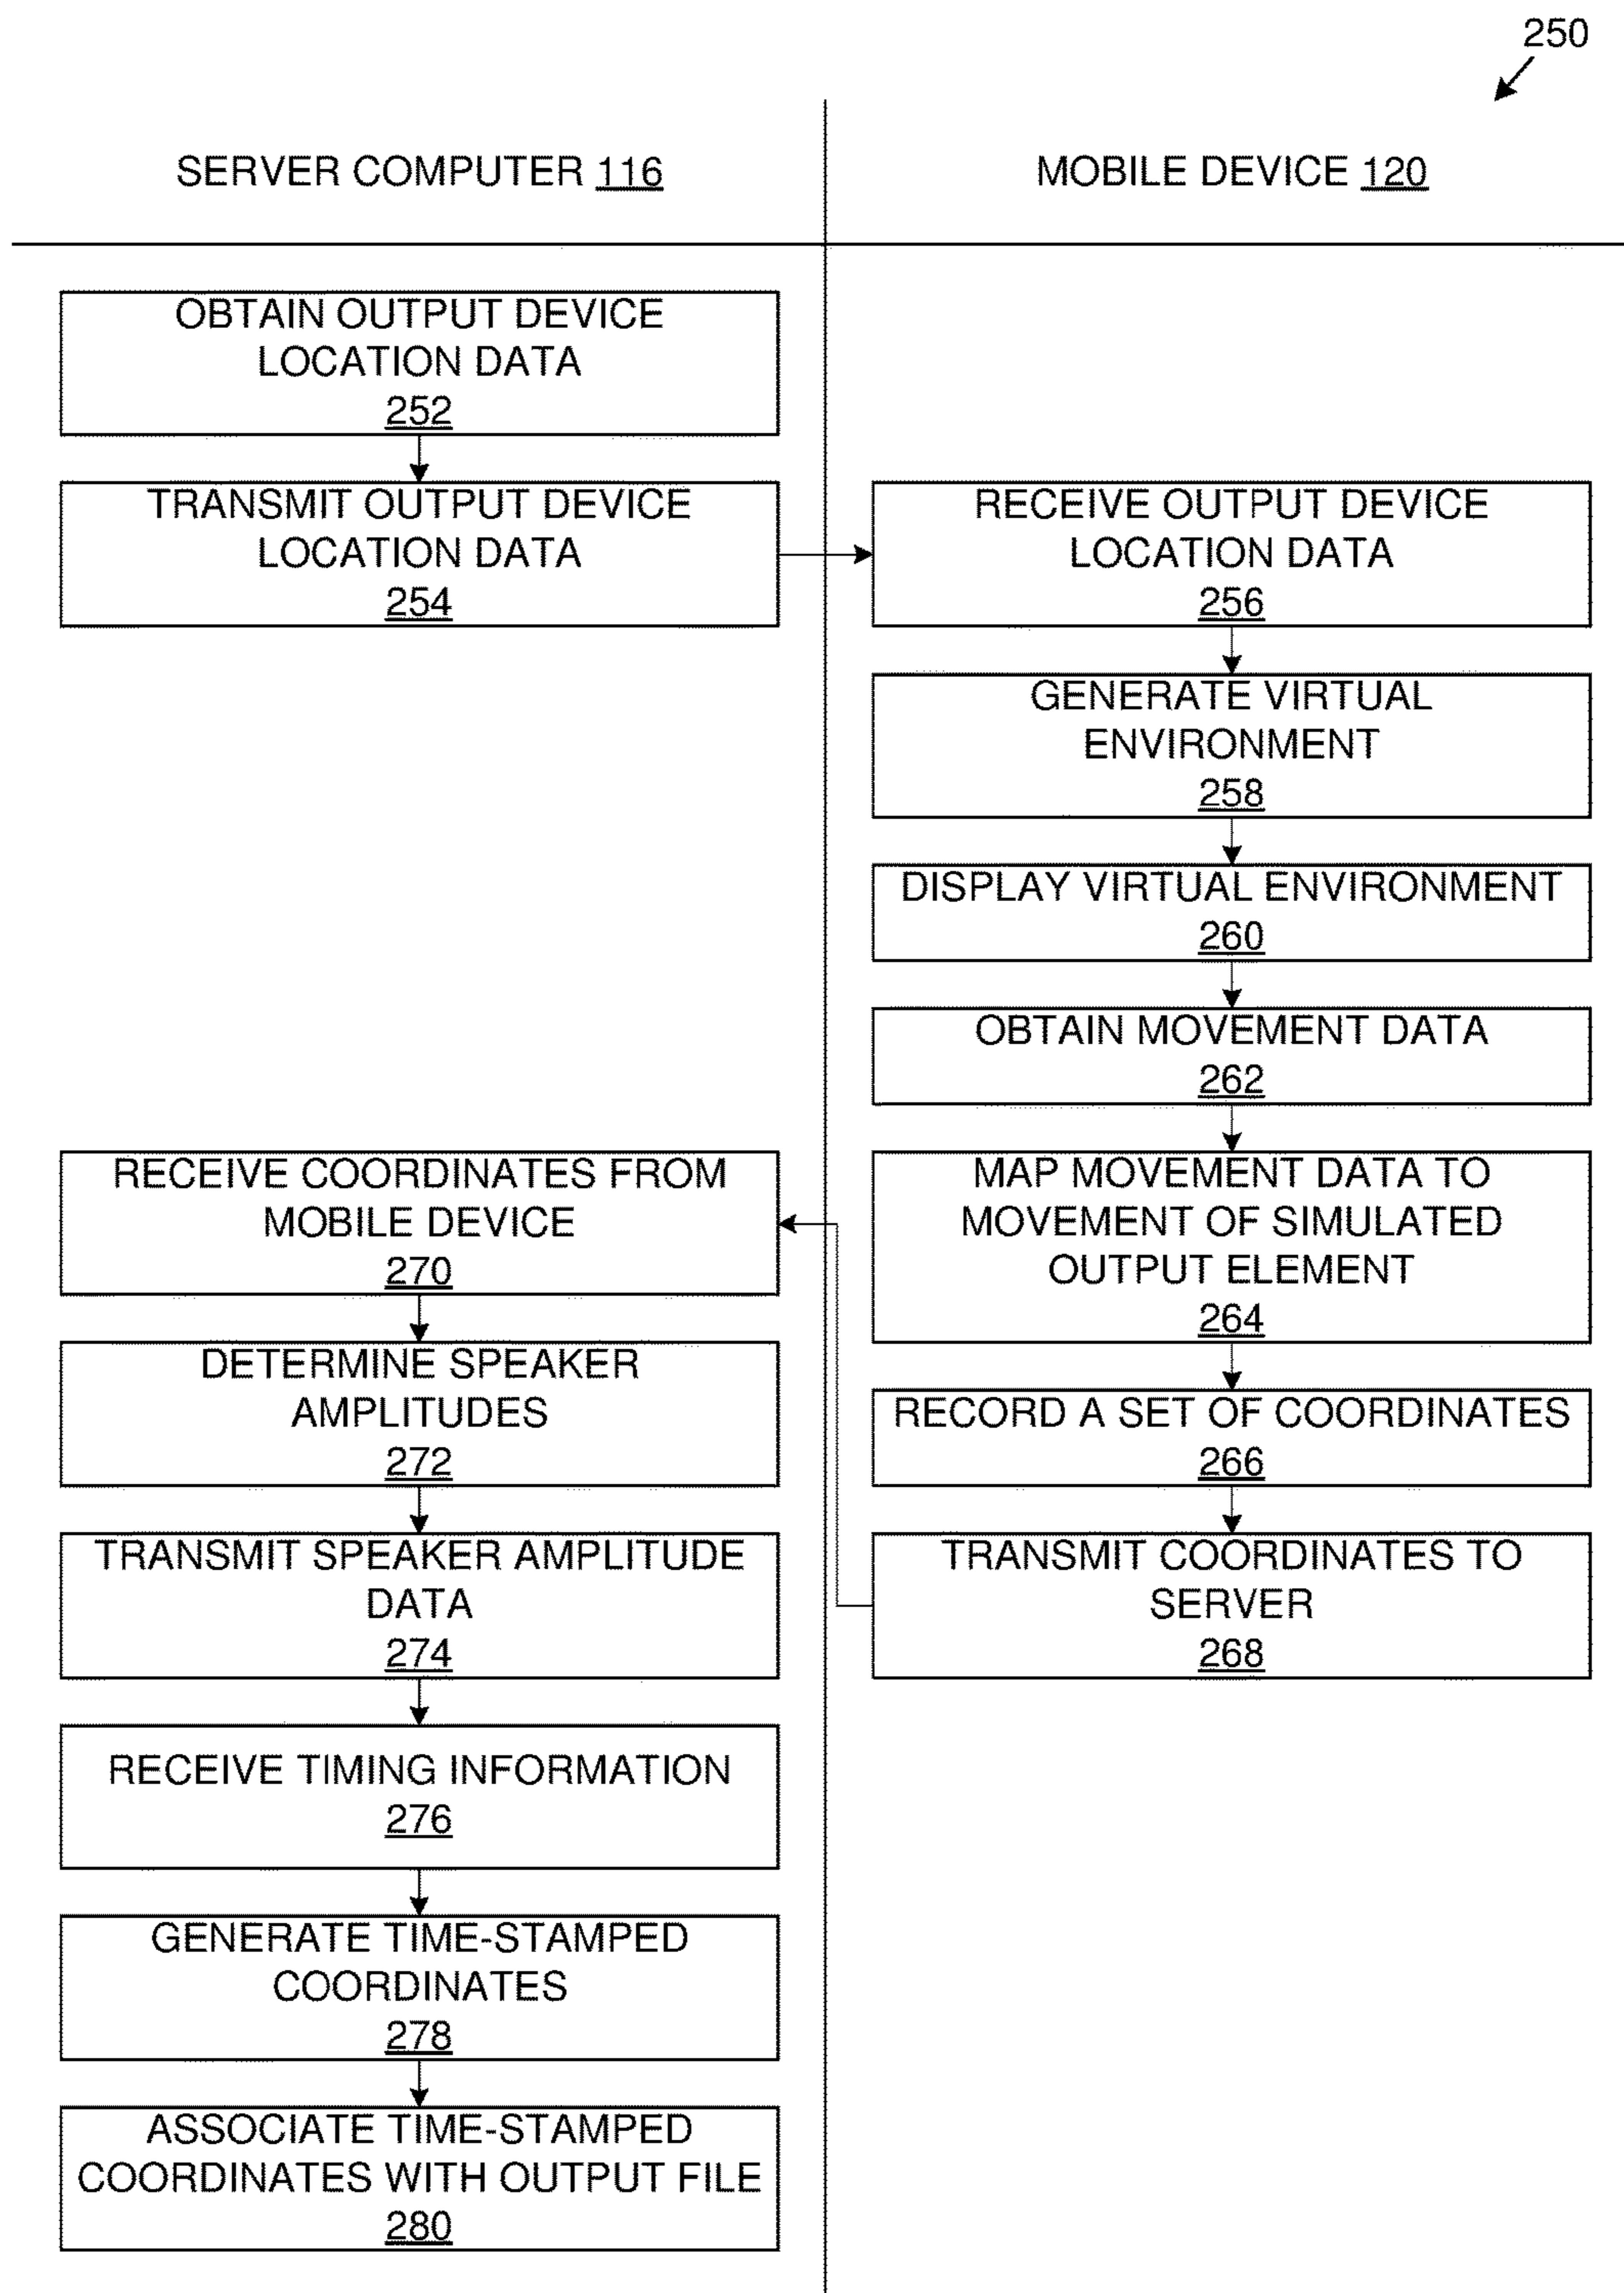 250
SERVER COMPUTER 116
MOBILE DEVICE 120
OBTAIN OUTPUT DEVICE
LOCATION DATA
252
TRANSMIT OUTPUT DEVICE
LOCATION DATA
254
RECEIVE OUTPUT DEVICE
LOCATION DATA
256
GENERATE VIRTUAL
ENVIRONMENT
258
DISPLAY VIRTUAL ENVIRONMENT
260
OBTAIN MOVEMENT DATA
262
MAP MOVEMENT DATA TO
MOVEMENT OF SIMULATED
OUTPUT ELEMENT
264
RECORD A SET OF COORDINATES
266
TRANSMIT COORDINATES TO
SERVER
268
RECEIVE COORDINATES FROM
MOBILE DEVICE
270
DETERMINE SPEAKER
AMPLITUDES
272
TRANSMIT SPEAKER AMPLITUDE
DATA
274
RECEIVE TIMING INFORMATION
276
GENERATE TIME-STAMPED
COORDINATES
278
ASSOCIATE TIME-STAMPED
COORDINATES WITH OUTPUT FILE
280